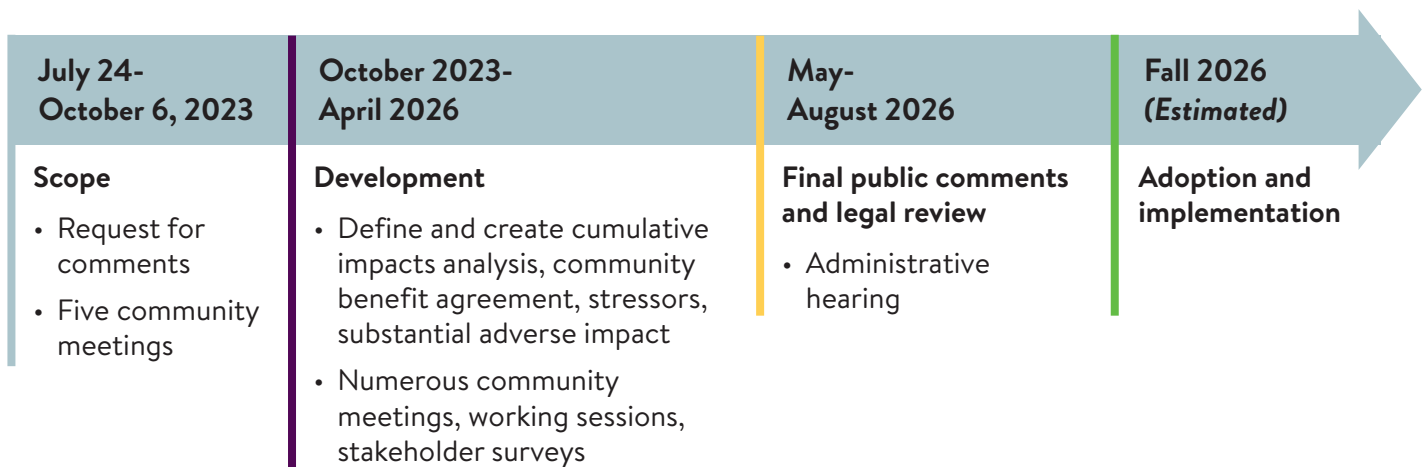 July 24-
October 6, 2023
Scope
• Request for
comments
• Five community
meetings
October 2023-
April 2026
Development
• Define and create cumulative
impacts analysis, community
benefit agreement, stressors,
substantial adverse impact
• Numerous community
meetings, working sessions,
stakeholder surveys
May-
August 2026
Final public comments
and legal review
• Administrative
hearing
Fall 2026
(Estimated)
Adoption and
implementation